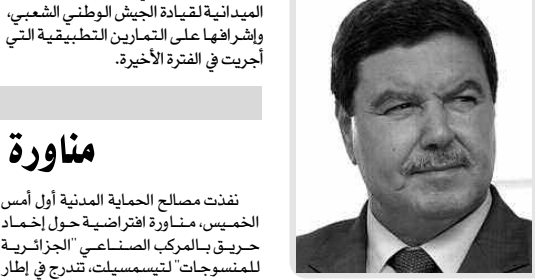 الميدانية لقيادة الجيش الوطني الشعبي،
وإشرافها على التمارين التطبيقية التي
أجريت في الفترة الأخيرة.
مناورة
نفذت مصالح الحماية المدنية أول أمس
الخميس، مناورة افتراضية حول إخماد
حريق بالمركب الصناعي "الجزائرية
للمنسوجات" لتيسمسيلت، تندرج في إطار